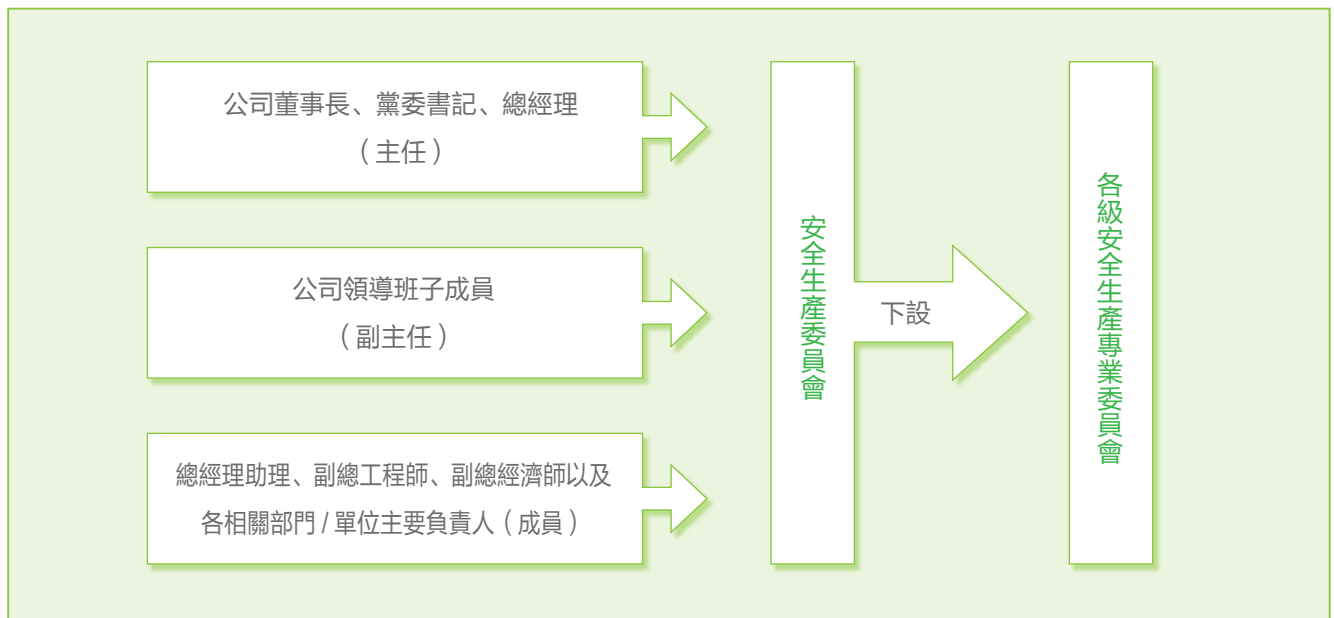 公司董事長、黨委書記、總經理
（主任）
公司領導班子成員
（副主任）
總經理助理、副總工程師、副總經濟師以及
各相關部門 / 單位主要負責人（成員）
安全生產委員會
下設
各級安全生產專業委員會